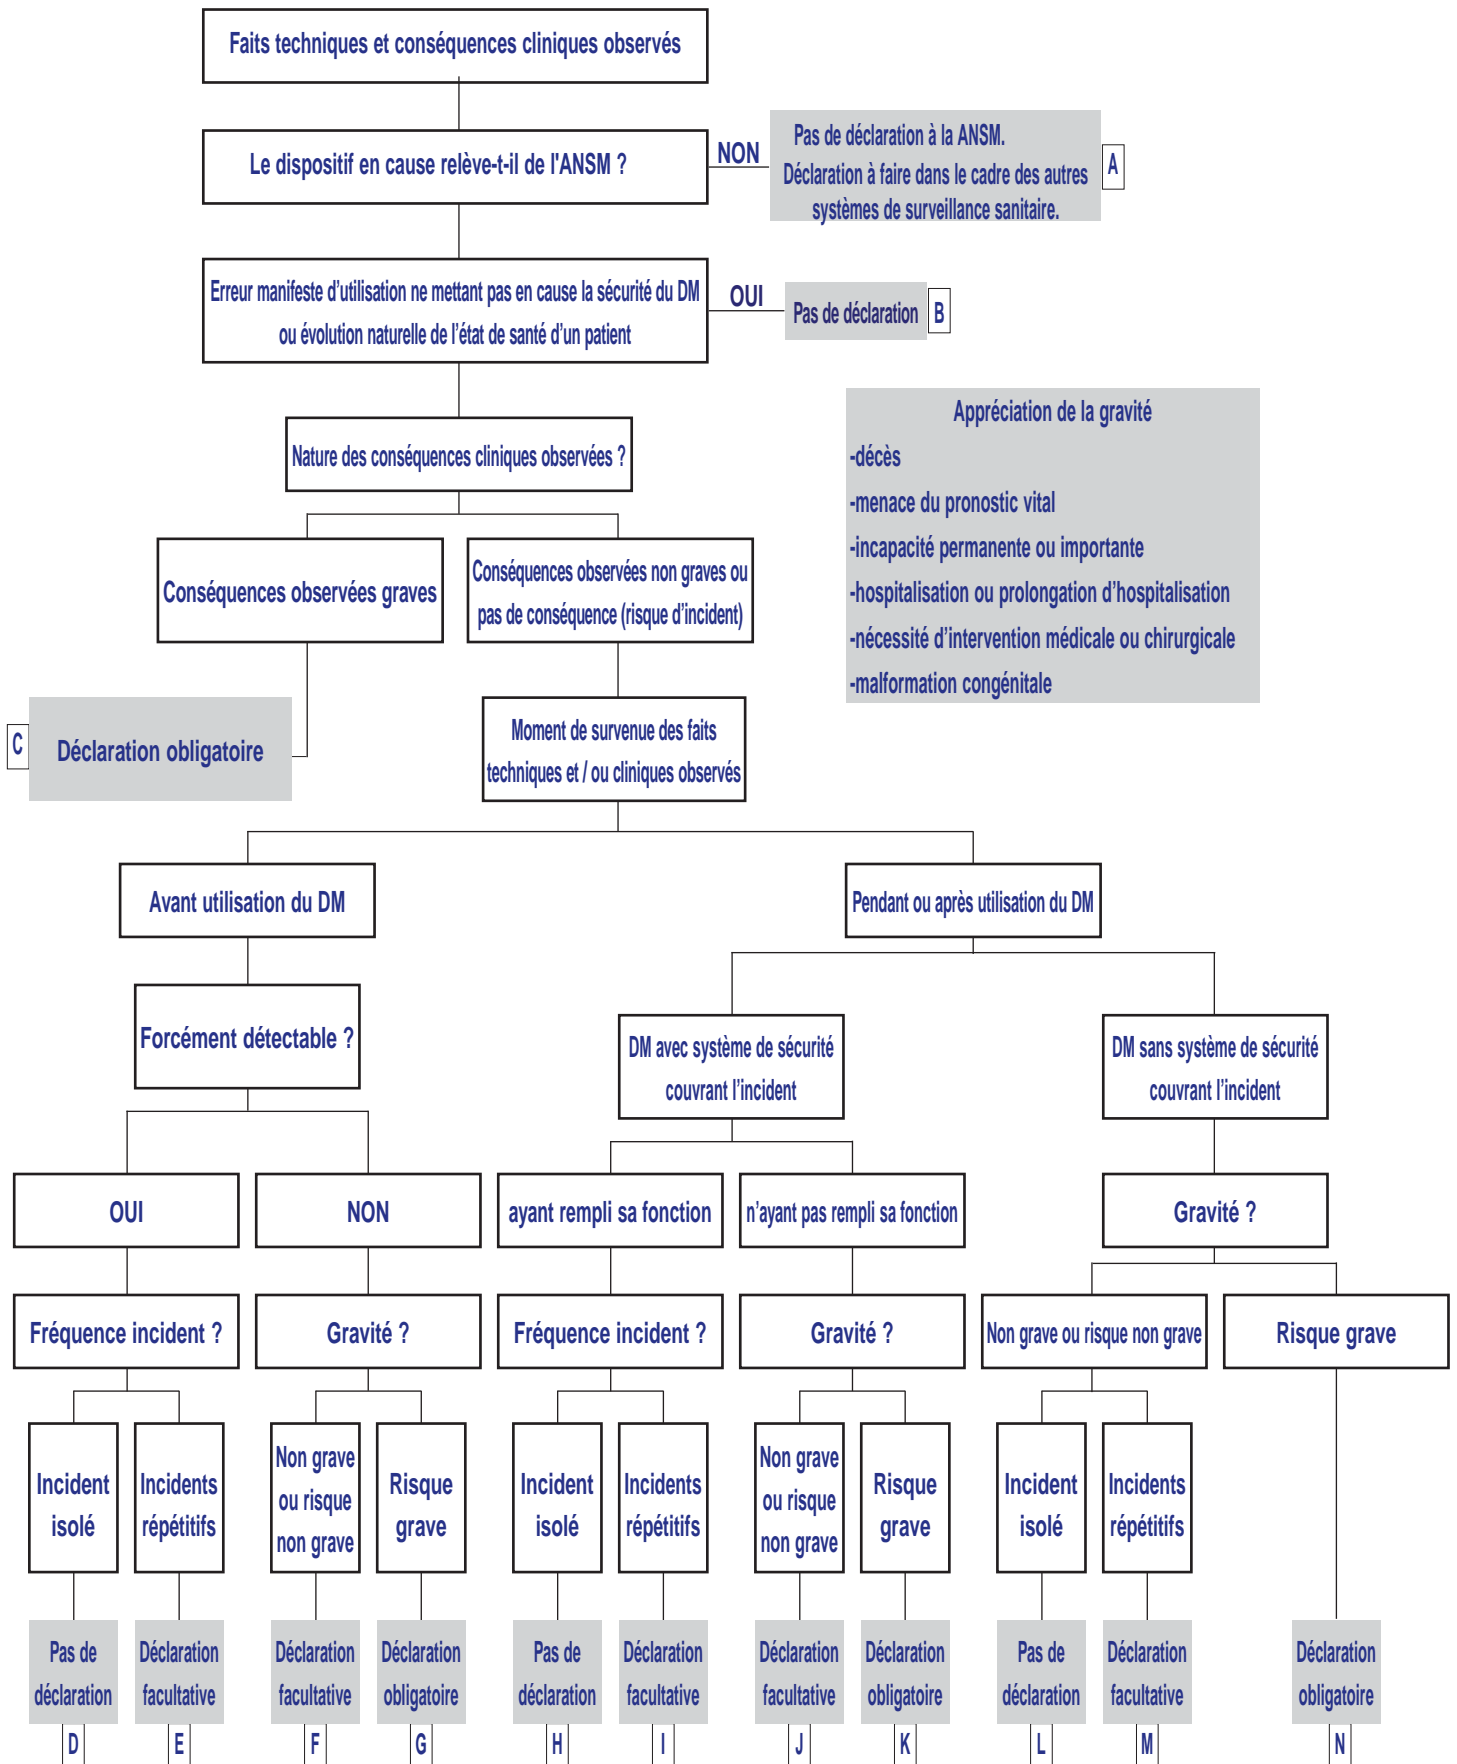 Faits techniques et conséquences cliniques observés
Le dispositif en cause relève-t-il de l'ANSM ?
NON
Pas de déclaration à la ANSM.
Déclaration à faire dans le cadre des autres
systèmes de surveillance sanitaire.
A
Erreur manifeste d’utilisation ne mettant pas en cause la sécurité du DM
ou évolution naturelle de l’état de santé d’un patient
OUI
Pas de déclaration
B
Nature des conséquences cliniques observées ?
Appréciation de la gravité
-décès
-menace du pronostic vital
-incapacité permanente ou importante
-hospitalisation ou prolongation d’hospitalisation
-nécessité d’intervention médicale ou chirurgicale
-malformation congénitale
Conséquences observées graves
Conséquences observées non graves ou
pas de conséquence (risque d’incident)
C
Déclaration obligatoire
Moment de survenue des faits
techniques et / ou cliniques observés
Avant utilisation du DM
Pendant ou après utilisation du DM
Forcément détectable ?
DM avec système de sécurité
couvrant l’incident
DM sans système de sécurité
couvrant l’incident
OUI
NON
ayant rempli sa fonction
n’ayant pas rempli sa fonction
Gravité ?
Fréquence incident ?
Gravité ?
Fréquence incident ?
Gravité ?
Non grave ou risque non grave
Risque grave
Incident
isolé
Incidents
répétitifs
Non grave
ou risque
non grave
Risque
grave
Incident
isolé
Incidents
répétitifs
Non grave
ou risque
non grave
Risque
grave
Incident
isolé
Incidents
répétitifs
Pas de
déclaration
D
Déclaration
facultative
E
Déclaration
facultative
F
Déclaration
obligatoire
G
Pas de
déclaration
H
Déclaration
facultative
I
Déclaration
facultative
J
Déclaration
obligatoire
K
Pas de
déclaration
L
Déclaration
facultative
M
Déclaration
obligatoire
N